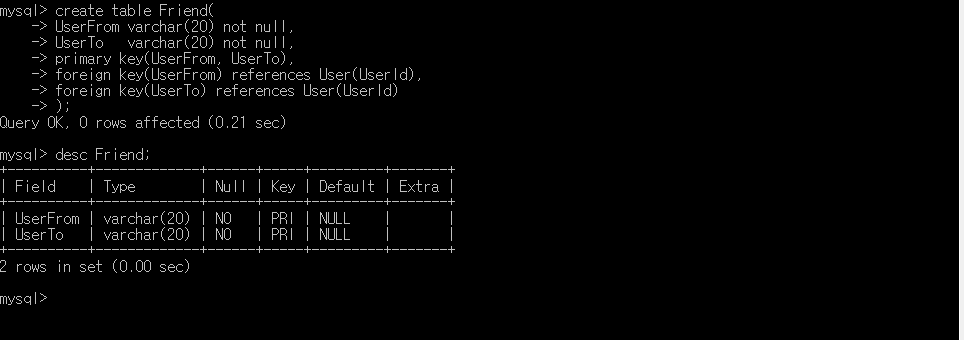 mysql> create table Friend(
    -> UserFrom varchar(20) not null,
    -> UserTo   varchar(20) not null,
    -> primary key(UserFrom, UserTo),
    -> foreign key(UserFrom) references User(UserId),
    -> foreign key(UserTo) references User(UserId)
    -> );
Query OK, 0 rows affected (0.21 sec)

mysql> desc Friend;
+----------+-------------+------+-----+---------+-------+
| Field    | Type        | Null | Key | Default | Extra |
+----------+-------------+------+-----+---------+-------+
| UserFrom | varchar(20) | NO   | PRI | NULL    |       |
| UserTo   | varchar(20) | NO   | PRI | NULL    |       |
+----------+-------------+------+-----+---------+-------+
2 rows in set (0.00 sec)

mysql>